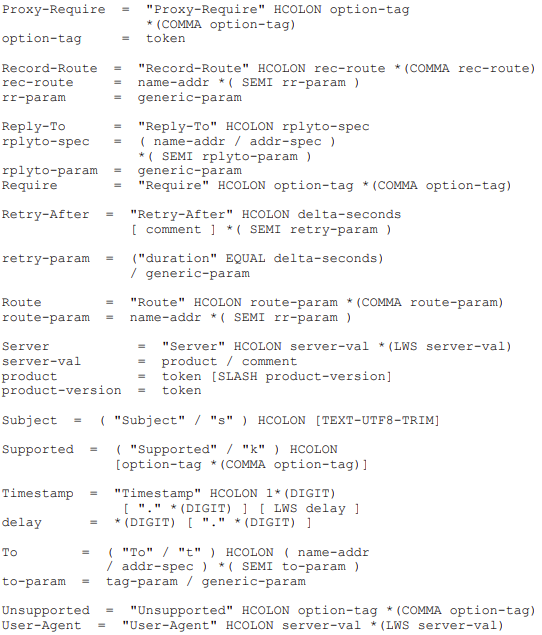 Proxy-Require  =  "Proxy-Require" HCOLON option-tag
                  *(COMMA option-tag)
option-tag     =  token
Record-Route  =  "Record-Route" HCOLON rec-route *(COMMA rec-route)
rec-route     =  name-addr *( SEMI rr-param )
rr-param      =  generic-param
Reply-To      =  "Reply-To" HCOLON rplyto-spec
rplyto-spec   =  ( name-addr / addr-spec )
                 *( SEMI rplyto-param )
rplyto-param  =  generic-param
Require       =  "Require" HCOLON option-tag *(COMMA option-tag)
Retry-After  =  "Retry-After" HCOLON delta-seconds
                [ comment ] *( SEMI retry-param )
retry-param  =  ("duration" EQUAL delta-seconds)
                / generic-param
Route        =  "Route" HCOLON route-param *(COMMA route-param)
route-param  =  name-addr *( SEMI rr-param )
Server           =  "Server" HCOLON server-val *(LWS server-val)
server-val       =  product / comment
product          =  token [SLASH product-version]
product-version  =  token
Subject  =  ( "Subject" / "s" ) HCOLON [TEXT-UTF8-TRIM]
Supported  =  ( "Supported" / "k" ) HCOLON
              [option-tag *(COMMA option-tag)]
Timestamp  =  "Timestamp" HCOLON 1*(DIGIT)
               [ "." *(DIGIT) ] [ LWS delay ]
delay      =  *(DIGIT) [ "." *(DIGIT) ]
To        =  ( "To" / "t" ) HCOLON ( name-addr
             / addr-spec ) *( SEMI to-param )
to-param  =  tag-param / generic-param
Unsupported  =  "Unsupported" HCOLON option-tag *(COMMA option-tag)
User-Agent  =  "User-Agent" HCOLON server-val *(LWS server-val)